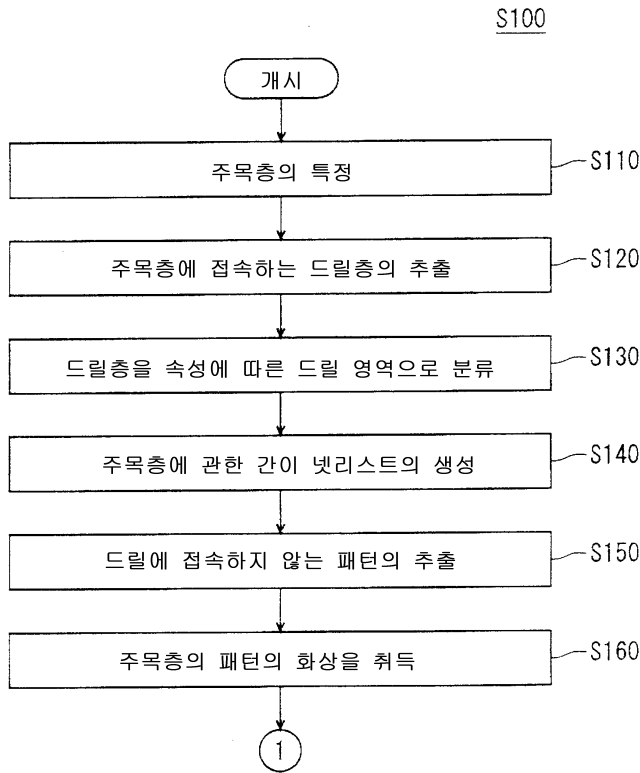 S100
개시
주목층의 특정
S110
주목층에 접속하는 드릴층의 추출
S120
드릴층을 속성에 따른 드릴 영역으로 분류
S130
주목층에 관한 간이 넷리스트의 생성
S140
드릴에 접속하지 않는 패턴의 추출
S150
주목층의 패턴의 화상을 취득
S160
1